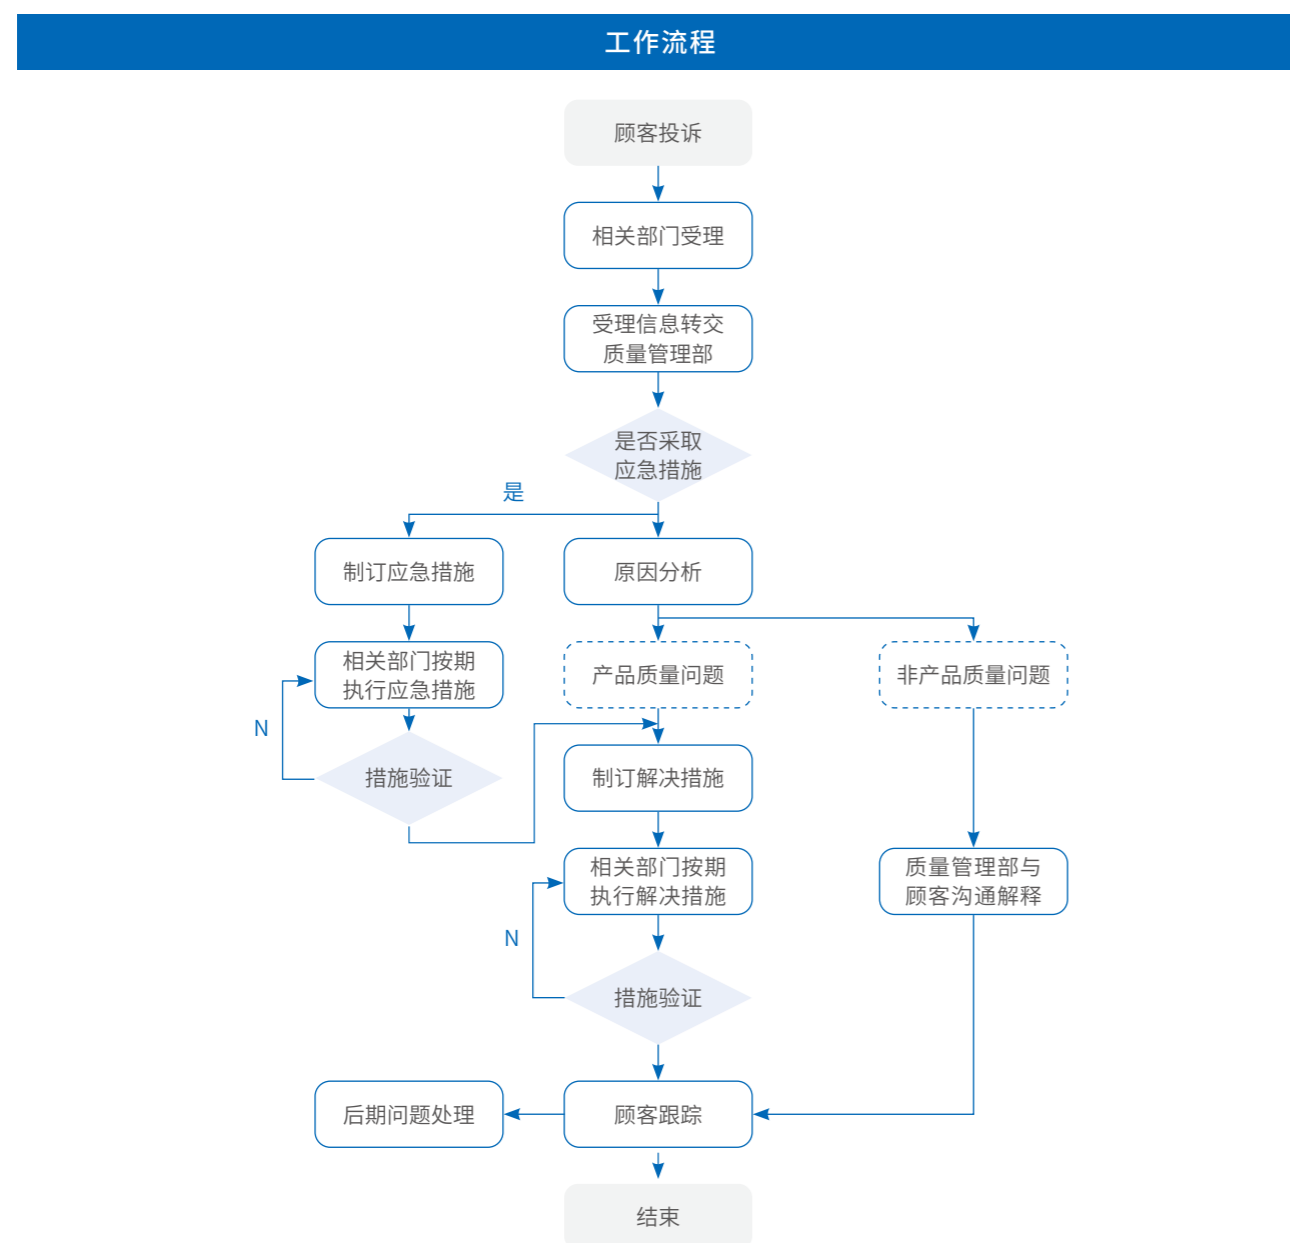 工作流程
顾客投诉
相关部门受理
受理信息转交
质量管理部
是否采取
应急措施
是
制订应急措施
原因分析
相关部门按期
执行应急措施
产品质量问题
非产品质量问题
N
措施验证
制订解决措施
相关部门按期
执行解决措施
质量管理部与
顾客沟通解释
N
措施验证
后期问题处理
顾客跟踪
结束